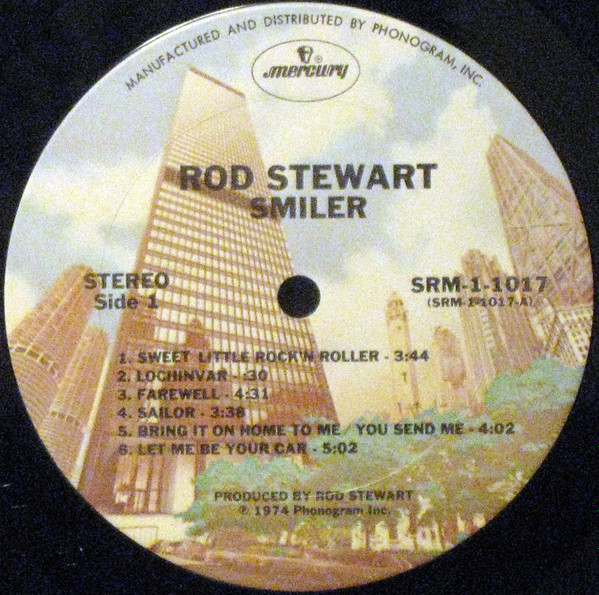 MANUFACTURED AND DISTRIBUTED BY PHONOGRAM, INC.
mercury ®
ROD STEWART
SMILER
STEREO
Side 1
SRM-1-1017
(SRM-1-1017-A)
1. SWEET LITTLE ROCK'N ROLLER - 3:44
2. LOCHINVAR - :30
3. FAREWELL - 4:31
4. SAILOR - 3:38
5. BRING IT ON HOME TO ME/YOU SEND ME - 4:02
6. LET ME BE YOUR CAR - 5:02
PRODUCED BY ROD STEWART
℗ 1974 Phonogram Inc.